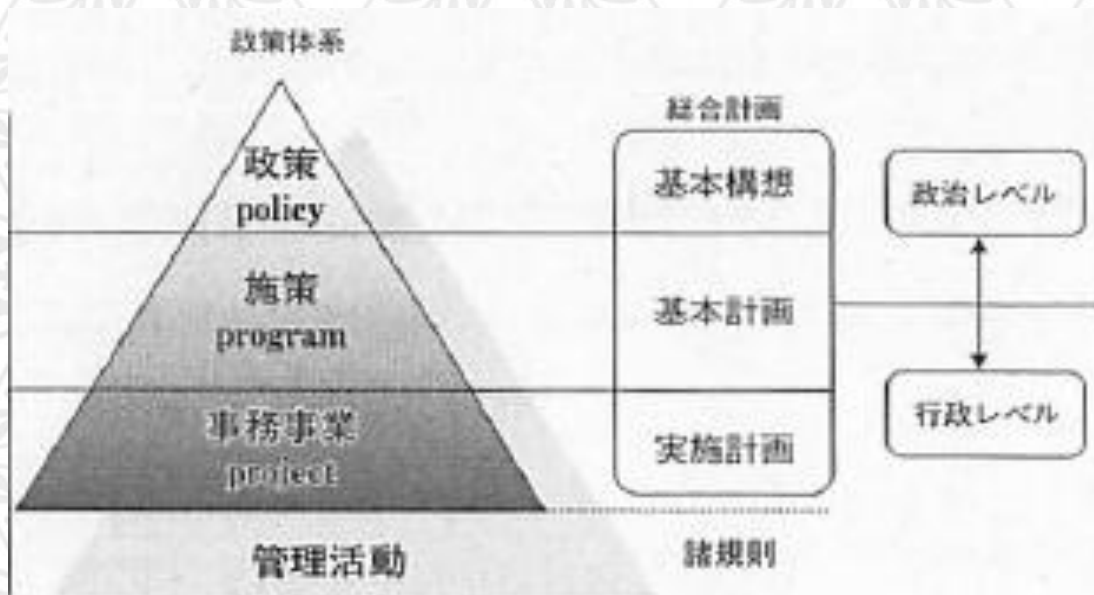 政策体系
政策
policy
施策
program
事務事業
project
管理活動
総合計画
基本構想
基本計画
実施計画
諸規則
政治レベル
行政レベル